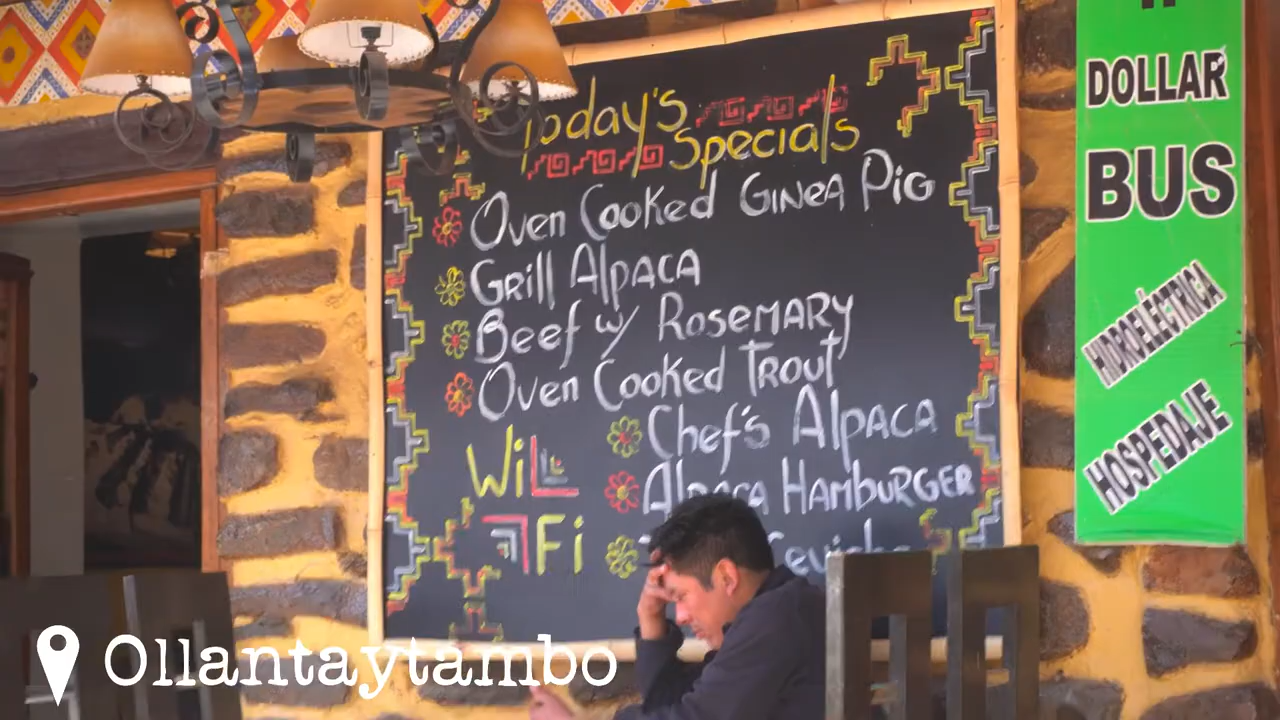 Today's
Specials
Oven Cooked GINEA PIG
GRill AlPACA
Beef w/ ROSEMARY
Oven Cooked TROUT
Chef's AlPACA
AlPACA HAMBURGER
Ceviche
Wi
Fi
DOLLAR
BUS
HIDROELÉCTRICA
HOSPEDAJE
Ollantaytambo